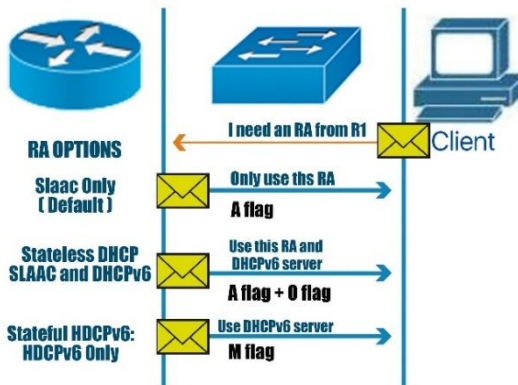 I need an RA from R1
Client
RA OPTIONS
Slaac Only
( Default )
Only use ths RA
A flag
Stateless DHCP
SLAAC and DHCPv6
Use this RA and
DHCPv6 server
A flag + O flag
Stateful HDCPv6:
HDCPv6 Only
Use DHCPv6 server
M flag